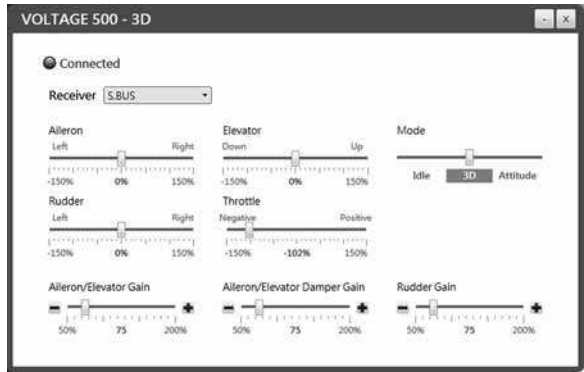 VOLTAGE 500 - 3D
- x
Connected
Receiver S.BUS
Aileron Elevator Mode
Left Right Down Up
-150% 0% 150% -150% 0% 150% Idle 3D Attitude
Rudder Throttle
Left Right Negative Positive
-150% 0% 150% -150% -102% 150%
Aileron/Elevator Gain Aileron/Elevator Damper Gain Rudder Gain
50% 75 200% 50% 75 200% 50% 75 200%